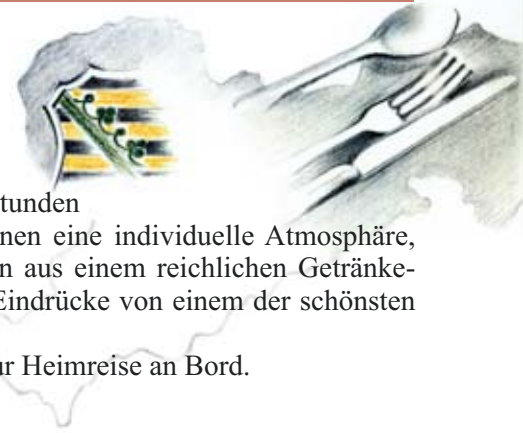 tunden
nen eine individuelle Atmosphäre,
n aus einem reichlichen Getränke-
Eindrücke von einem der schönsten
ur Heimreise an Bord.